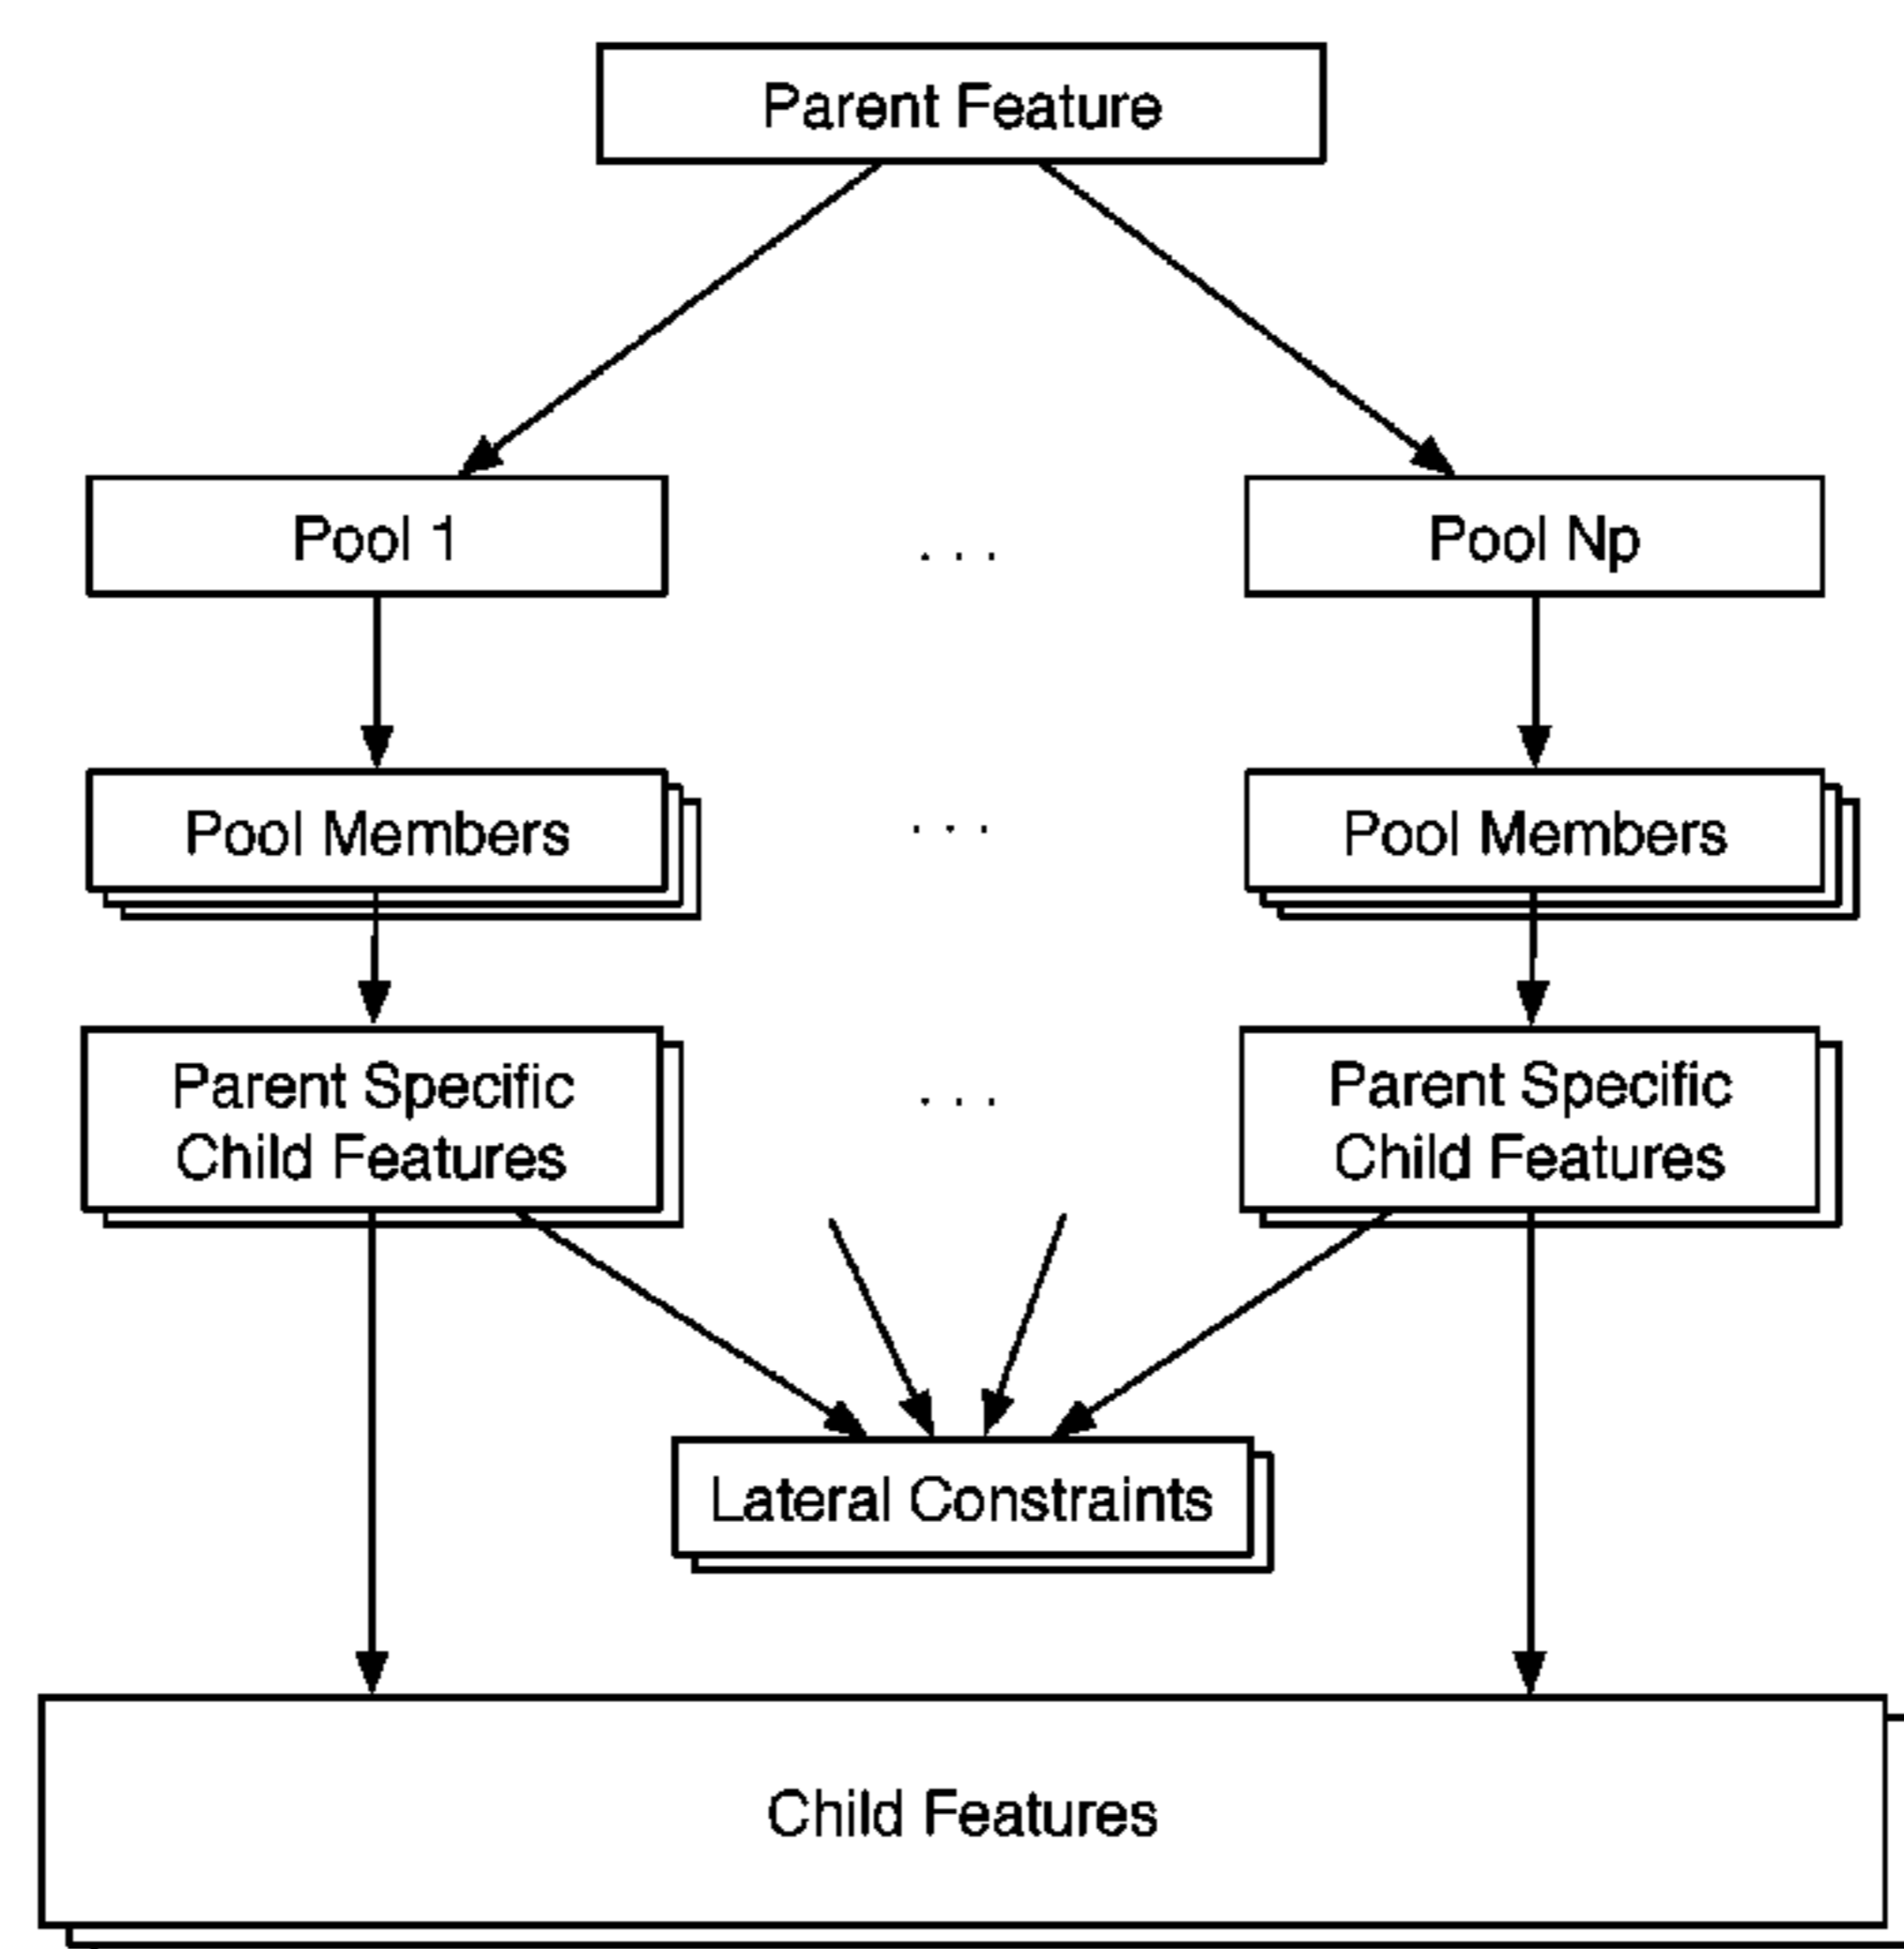 Parent Feature
Pool 1
. . .
Pool Np
Pool Members
. . .
Pool Members
Parent Specific
Child Features
. . .
Parent Specific
Child Features
Lateral Constraints
Child Features